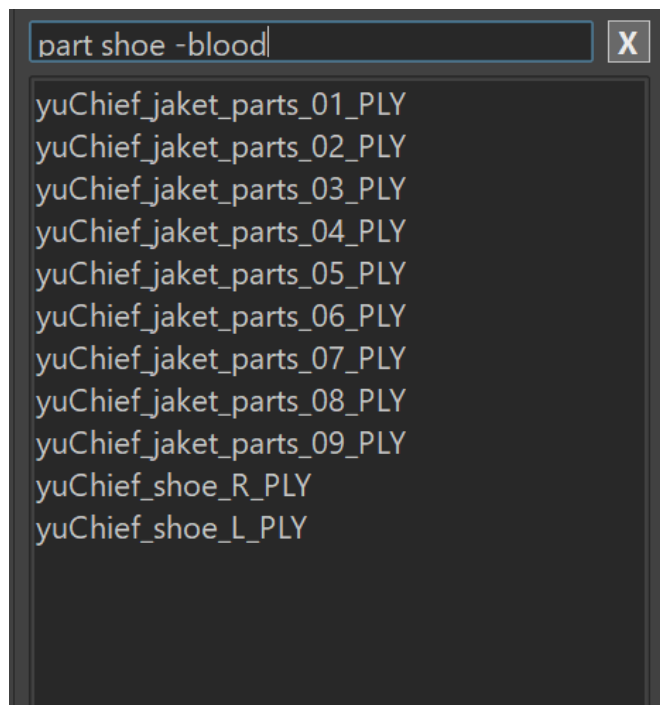 part shoe -blood
X
yuChief_jaket_parts_01_PLY
yuChief_jaket_parts_02_PLY
yuChief_jaket_parts_03_PLY
yuChief_jaket_parts_04_PLY
yuChief_jaket_parts_05_PLY
yuChief_jaket_parts_06_PLY
yuChief_jaket_parts_07_PLY
yuChief_jaket_parts_08_PLY
yuChief_jaket_parts_09_PLY
yuChief_shoe_R_PLY
yuChief_shoe_L_PLY